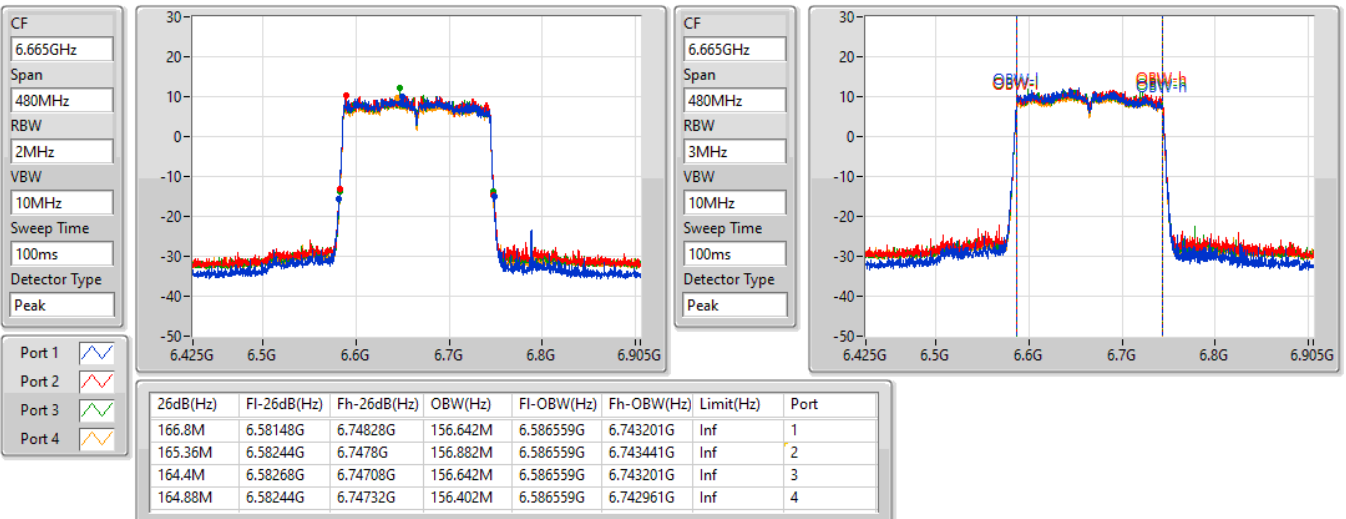 CF
6.665GHz
Span
480MHz
RBW
2MHz
VBW
10MHz
Sweep Time
100ms
Detector Type
Peak
30
20
10
0
-10
-20
-30
-40
-50
6.425G 6.5G 6.6G 6.7G 6.8G 6.905G
CF
6.665GHz
Span
480MHz
RBW
3MHz
VBW
10MHz
Sweep Time
100ms
Detector Type
Peak
30
20
10
0
-10
-20
-30
-40
-50
OBW-l OBW-h
OBW-h
6.425G 6.5G 6.6G 6.7G 6.8G 6.905G
Port 1
Port 2
Port 3
Port 4
26dB(Hz) Fl-26dB(Hz) Fh-26dB(Hz) OBW(Hz) Fl-OBW(Hz) Fh-OBW(Hz) Limit(Hz) Port
166.8M 6.58148G 6.74828G 156.642M 6.586559G 6.743201G Inf 1
165.36M 6.58244G 6.7478G 156.882M 6.586559G 6.743441G Inf 2
164.4M 6.58268G 6.74708G 156.642M 6.586559G 6.743201G Inf 3
164.88M 6.58244G 6.74732G 156.402M 6.586559G 6.742961G Inf 4